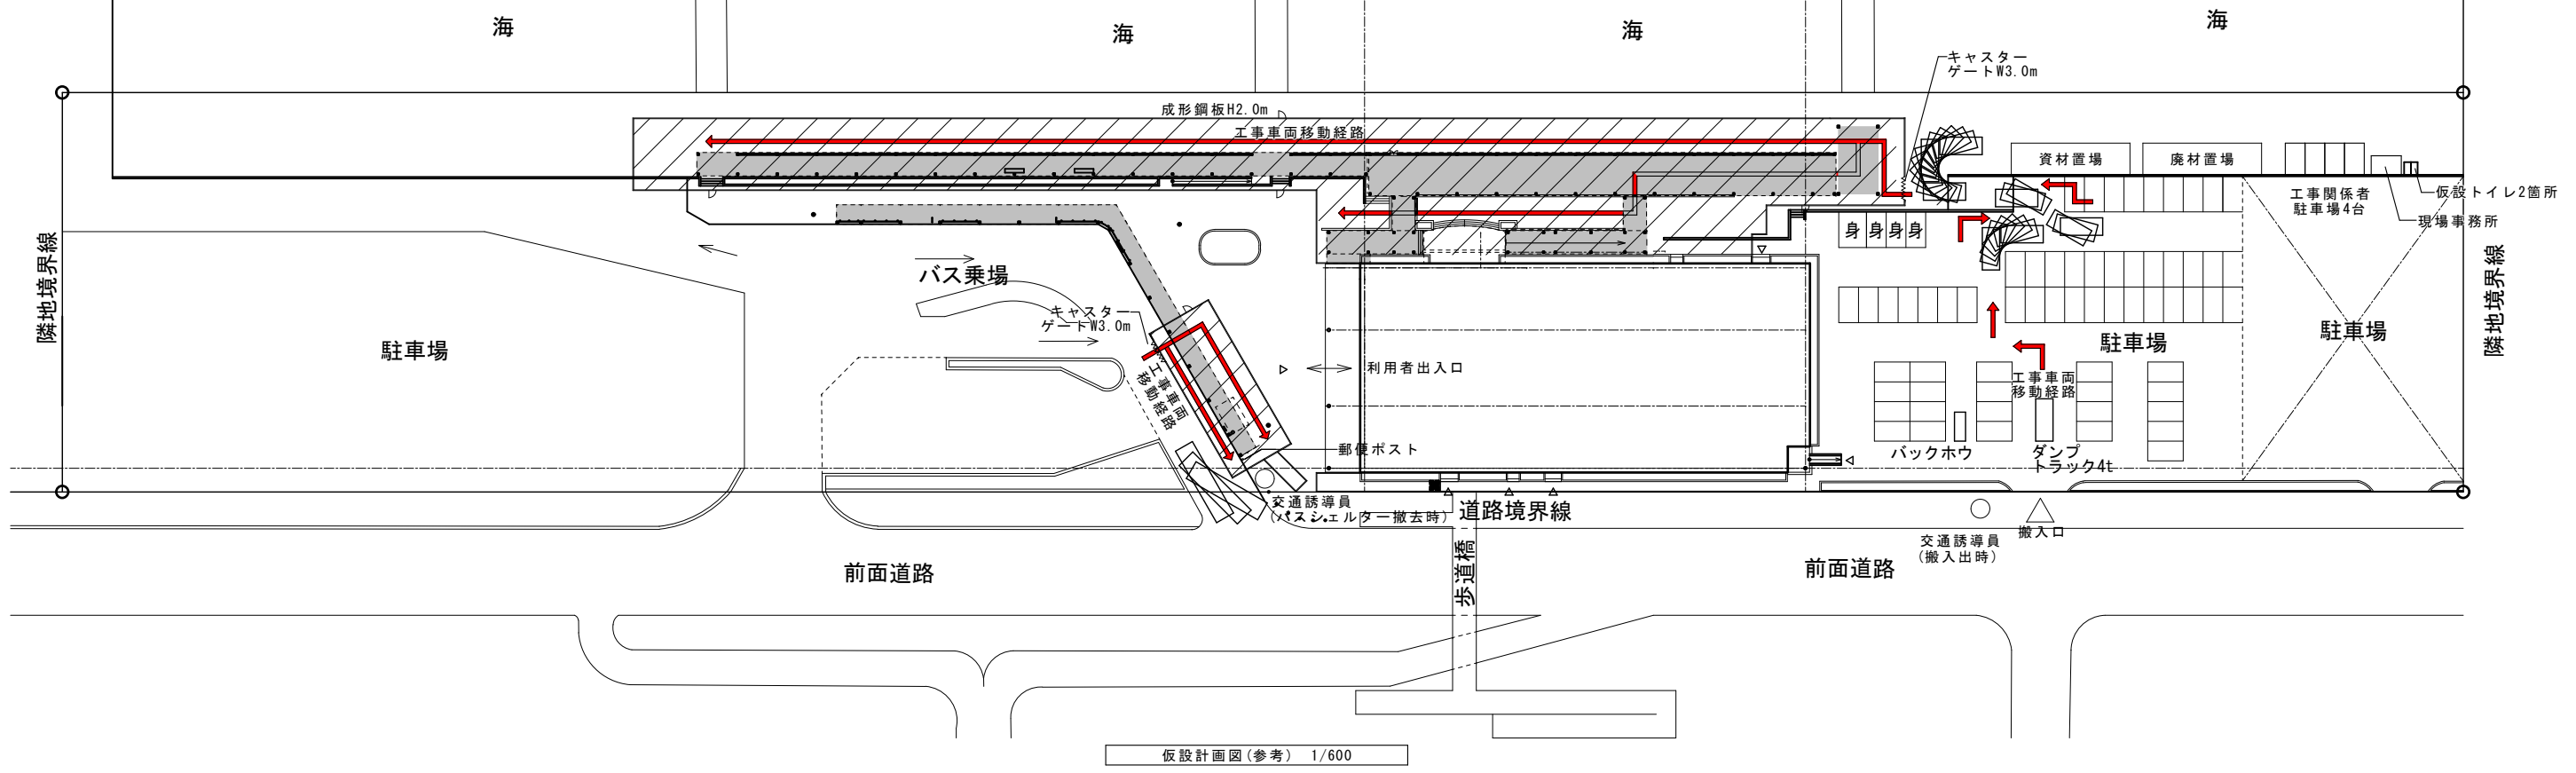 海
海
海
海
キャスター
ゲートW3.0m
成形鋼板H2.0m
工事車両移動経路
資材置場
廃材置場
工事関係者
駐車場4台
仮設トイレ2箇所
現場事務所
身 身 身 身
隣地境界線
隣地境界線
バス乗場
キャスター
ゲートW3.0m
駐車場
駐車場
駐車場
利用者出入口
工事車両
移動経路
工事車両
移動経路
郵便ポスト
バックホウ
ダンプ
トラック4t
交通誘導員
(バスシェルター撤去時)
道路境界線
搬入口
交通誘導員
(搬入出時)
歩道橋
前面道路
前面道路
仮設計画図(参考) 1/600